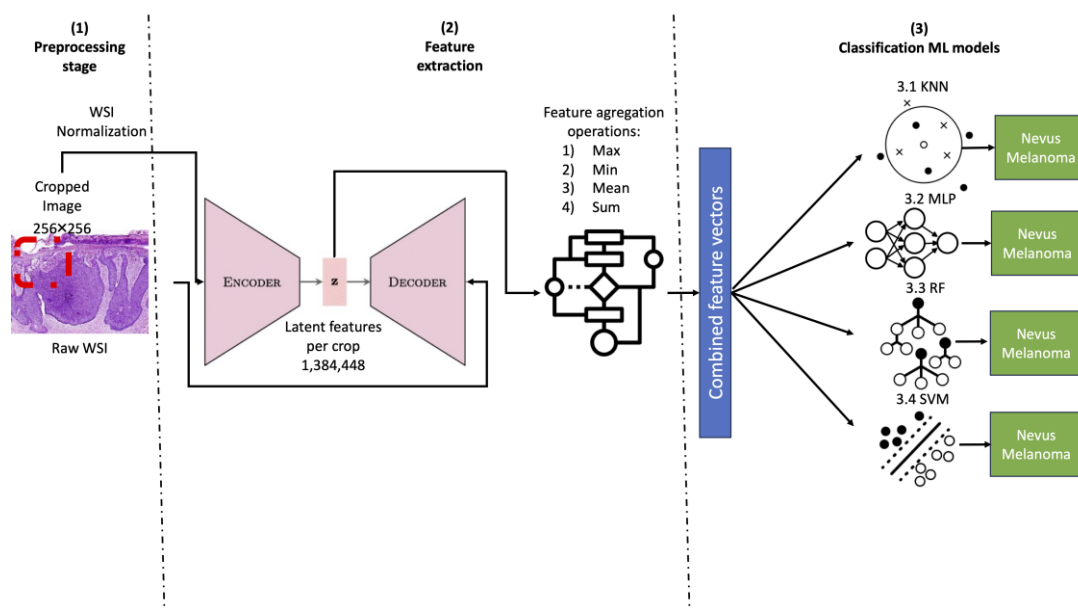 (1)
Preprocessing
stage
WSI
Normalization
Cropped
Image
256×256
Raw WSI
(2)
Feature
extraction
ENCODER
z
DECODER
Latent features
per crop
1,384,448
Feature agregation
operations:
1) Max
2) Min
3) Mean
4) Sum
Combined feature vectors
(3)
Classification ML models
3.1 KNN
Nevus
Melanoma
3.2 MLP
Nevus
Melanoma
3.3 RF
Nevus
Melanoma
3.4 SVM
Nevus
Melanoma